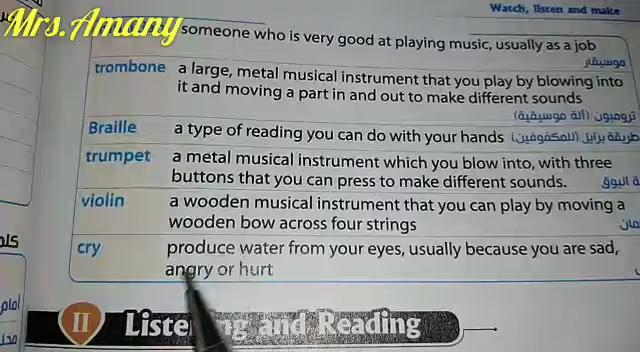 Mrs.Amany
Watch, listen and make
someone who is very good at playing music, usually as a job
موسيقار
trombone a large, metal musical instrument that you play by blowing into
it and moving a part in and out to make different sounds
ترومبون (آلة موسيقية)
Braille a type of reading you can do with your hands طريقة برايل (للمكفوفين)
trumpet a metal musical instrument which you blow into, with three
buttons that you can press to make different sounds. البوق
violin a wooden musical instrument that you can play by moving a
wooden bow across four strings
cry produce water from your eyes, usually because you are sad,
angry or hurt
II Listening and Reading